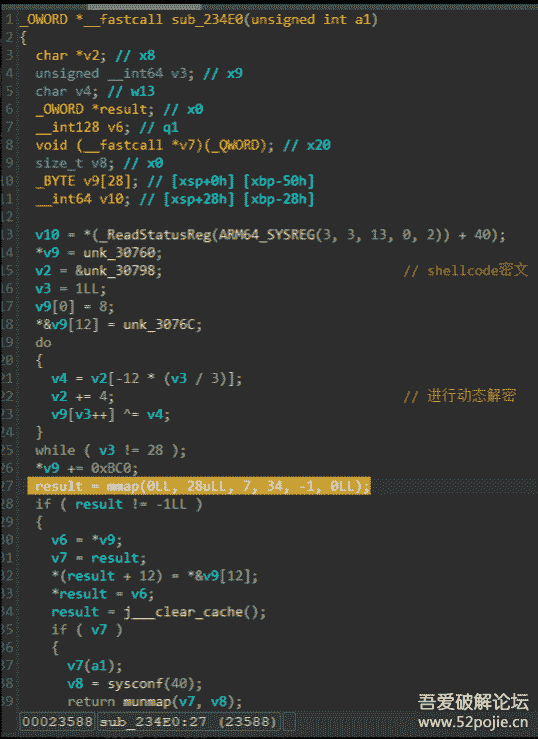 1 _OWORD *__fastcall sub_234E0(unsigned int a1)
2 {
3 char *v2; // x8
4 unsigned __int64 v3; // x9
5 char v4; // w13
6 _OWORD *result; // x0
7 __int128 v6; // q1
8 void (__fastcall *v7)(_QWORD); // x20
9 size_t v8; // x0
10 _BYTE v9[28]; // [xsp+0h] [xbp-50h]
11 __int64 v10; // [xsp+28h] [xbp-28h]
12
13 v10 = *(_ReadStatusReg(ARM64_SYSREG(3, 3, 13, 0, 2)) + 40);
14 *v9 = unk_30760;
15 v2 = &unk_30798; // shellcode密文
16 v3 = 1LL;
17 v9[0] = 8;
18 *&v9[12] = unk_3076C;
19 do
20 {
21 v4 = v2[-12 * (v3 / 3)];
22 v2 += 4; // 进行动态解密
23 v9[v3++] ^= v4;
24 }
25 while ( v3 != 28 );
26 *v9 += 0xBC0;
27 result = mmap(0LL, 28uLL, 7, 34, -1, 0LL);
28 if ( result != -1LL )
29 {
30 v6 = *v9;
31 v7 = result;
32 *(result + 12) = *&v9[12];
33 *result = v6;
34 result = j___clear_cache();
35 if ( v7 )
36 {
37 v7(a1);
38 v8 = sysconf(40);
39 return munmap(v7, v8);
00023588 sub_234E0:27 (23588)
吾爱破解论坛
www.52pojie.cn